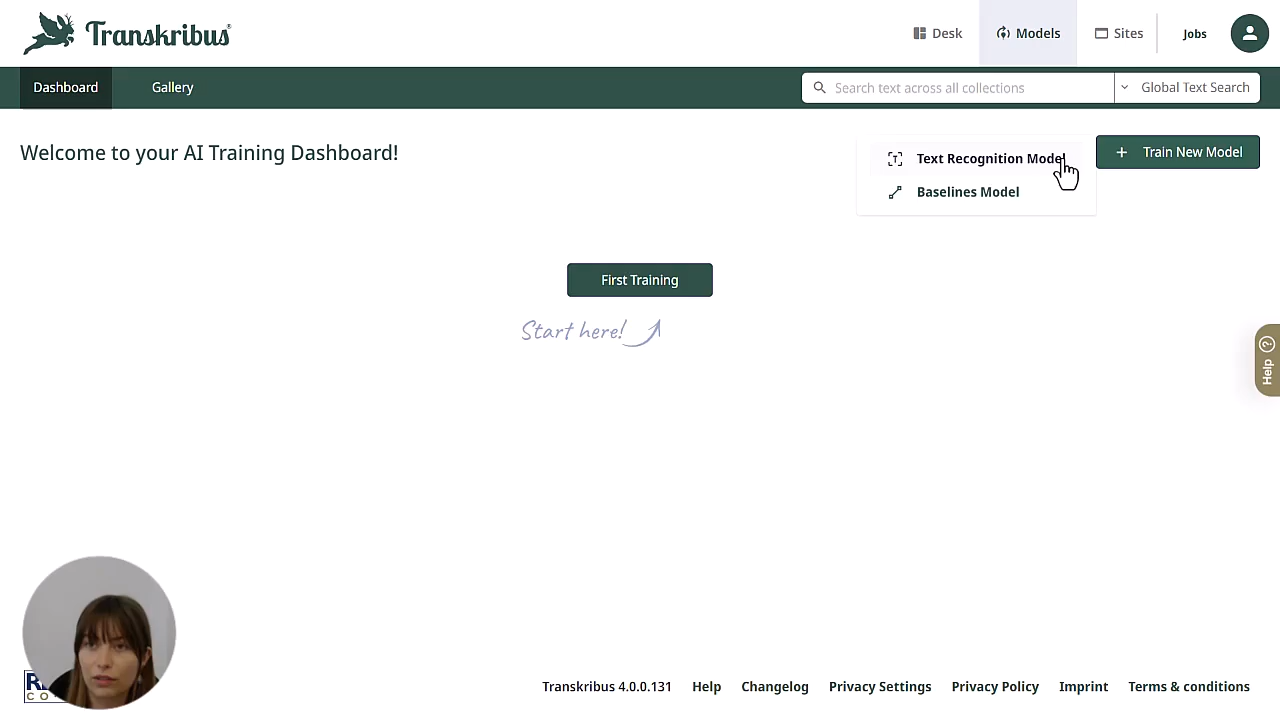 Transkribus®
Desk
Models
Sites
Jobs
Dashboard
Gallery
Search text across all collections
Global Text Search
Welcome to your AI Training Dashboard!
Text Recognition Model
Train New Model
Baselines Model
First Training
Start here!
Help
Transkribus 4.0.0.131
Help
Changelog
Privacy Settings
Privacy Policy
Imprint
Terms & conditions